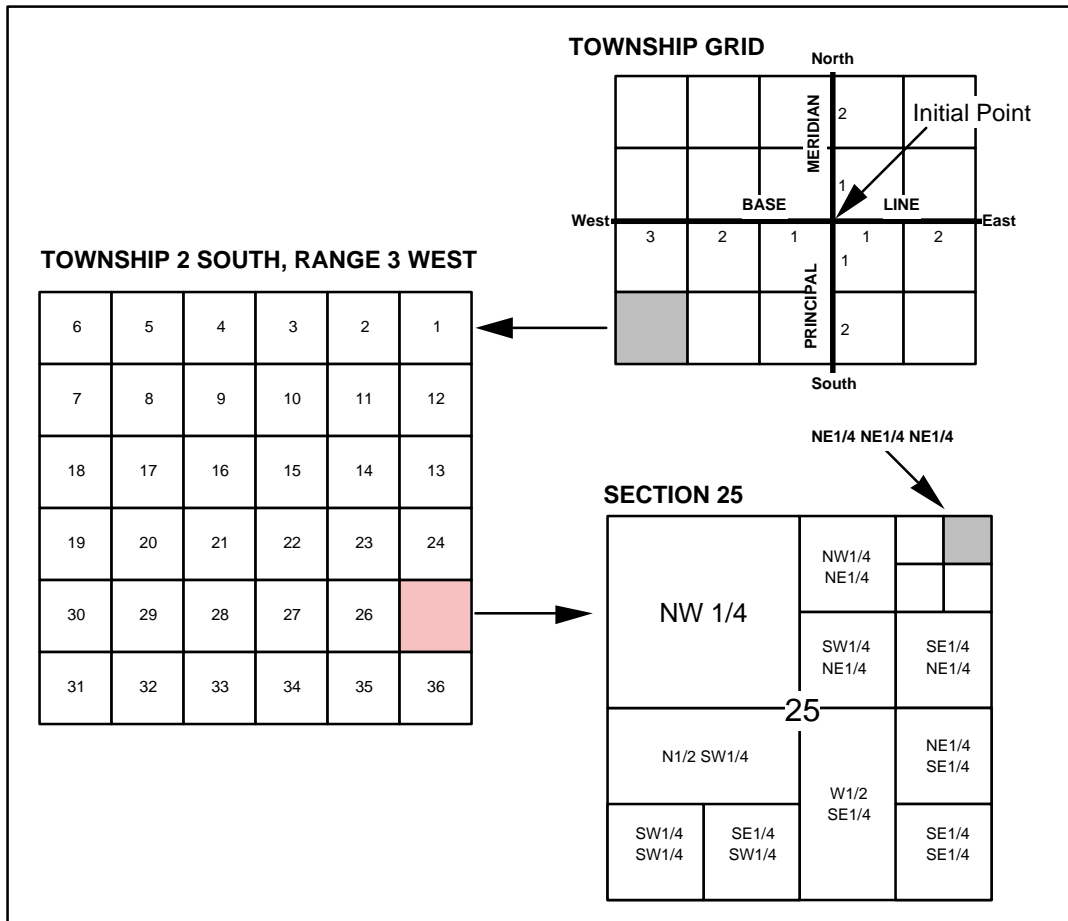 TOWNSHIP GRID
North
MERIDIAN
2
Initial Point
1
BASE
LINE
West
East
3 2 1 1 2
1
PRINCIPAL
2
South
TOWNSHIP 2 SOUTH, RANGE 3 WEST
6 5 4 3 2 1
7 8 9 10 11 12
18 17 16 15 14 13
19 20 21 22 23 24
30 29 28 27 26
31 32 33 34 35 36
NE1/4 NE1/4 NE1/4
SECTION 25
NW 1/4
NW1/4
NE1/4
SW1/4
NE1/4
SE1/4
NE1/4
25
N1/2 SW1/4
W1/2
SE1/4
NE1/4
SE1/4
SW1/4
SW1/4
SE1/4
SW1/4
SE1/4
SE1/4